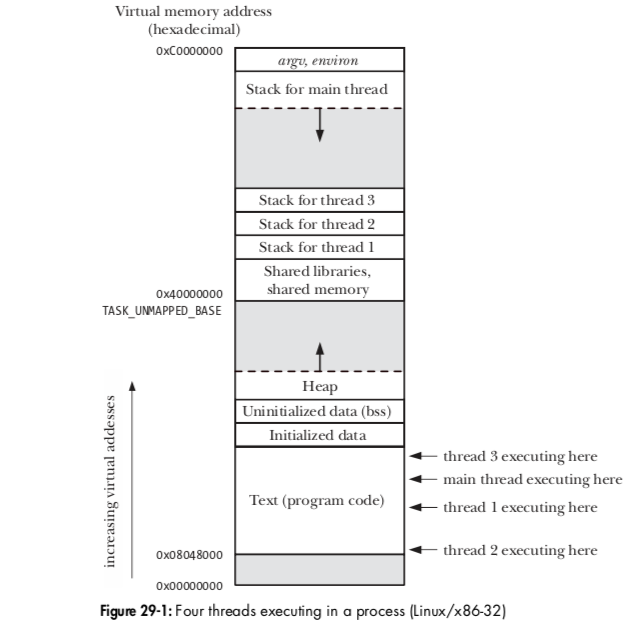 Virtual memory address
(hexadecimal)
0xC0000000
argv, environ
Stack for main thread
Stack for thread 3
Stack for thread 2
Stack for thread 1
Shared libraries,
shared memory
0x40000000
TASK_UNMAPPED_BASE
Heap
Uninitialized data (bss)
Initialized data
increasing virtual addesses
thread 3 executing here
main thread executing here
Text (program code)
thread 1 executing here
thread 2 executing here
0x08048000
0x00000000
Figure 29-1: Four threads executing in a process (Linux/x86-32)